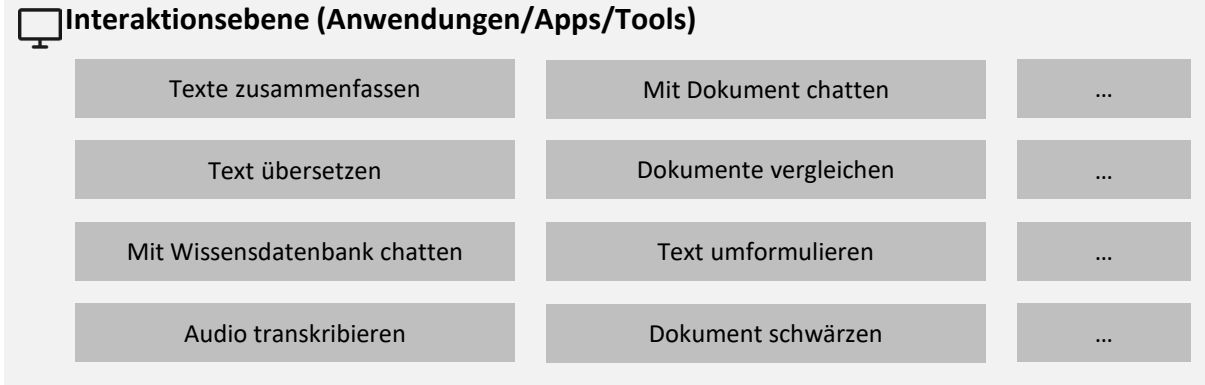 Interaktionsebene (Anwendungen/Apps/Tools)
Texte zusammenfassen
Mit Dokument chatten
...
Text übersetzen
Dokumente vergleichen
...
Mit Wissensdatenbank chatten
Text umformulieren
...
Audio transkribieren
Dokument schwärzen
...